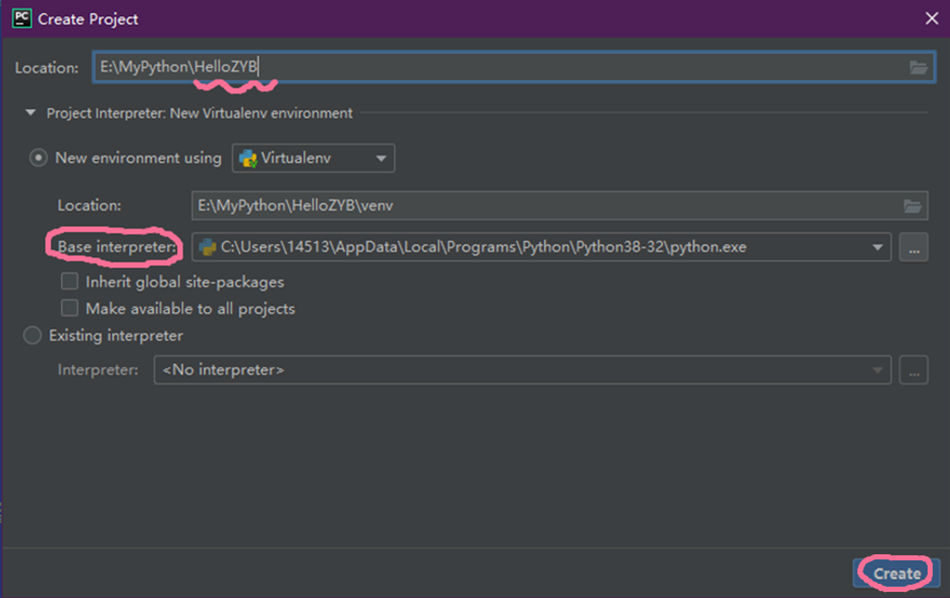 PC Create Project
Location: E:\MyPython\HelloZYB
Project Interpreter: New Virtualenv environment
New environment using Virtualenv
Location: E:\MyPython\HelloZYB\venv
Base interpreter: C:\Users\14513\AppData\Local\Programs\Python\Python38-32\python.exe ...
Inherit global site-packages
Make available to all projects
Existing interpreter
Interpreter: <No interpreter> ...
Create